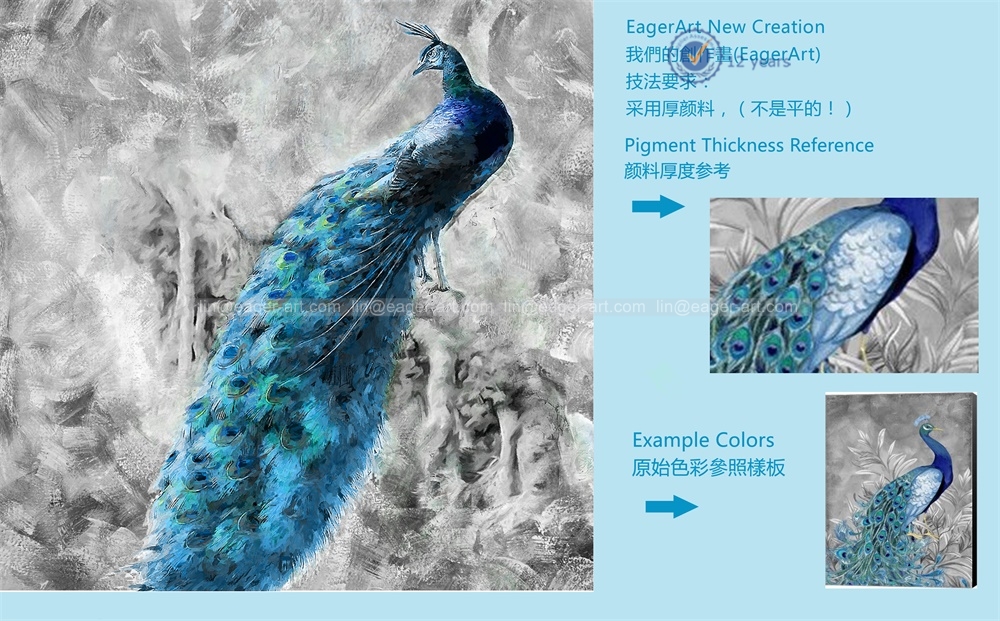 EagerArt New Creation
我們的創作畫(EagerArt)
12 years
技法要求：
采用厚颜料，（不是平的！）
Pigment Thickness Reference
颜料厚度参考
lin@eager-art.com lin@eager-art.com lin@eager-art.com lin@eager-art.com
Example Colors
原始色彩參照樣板